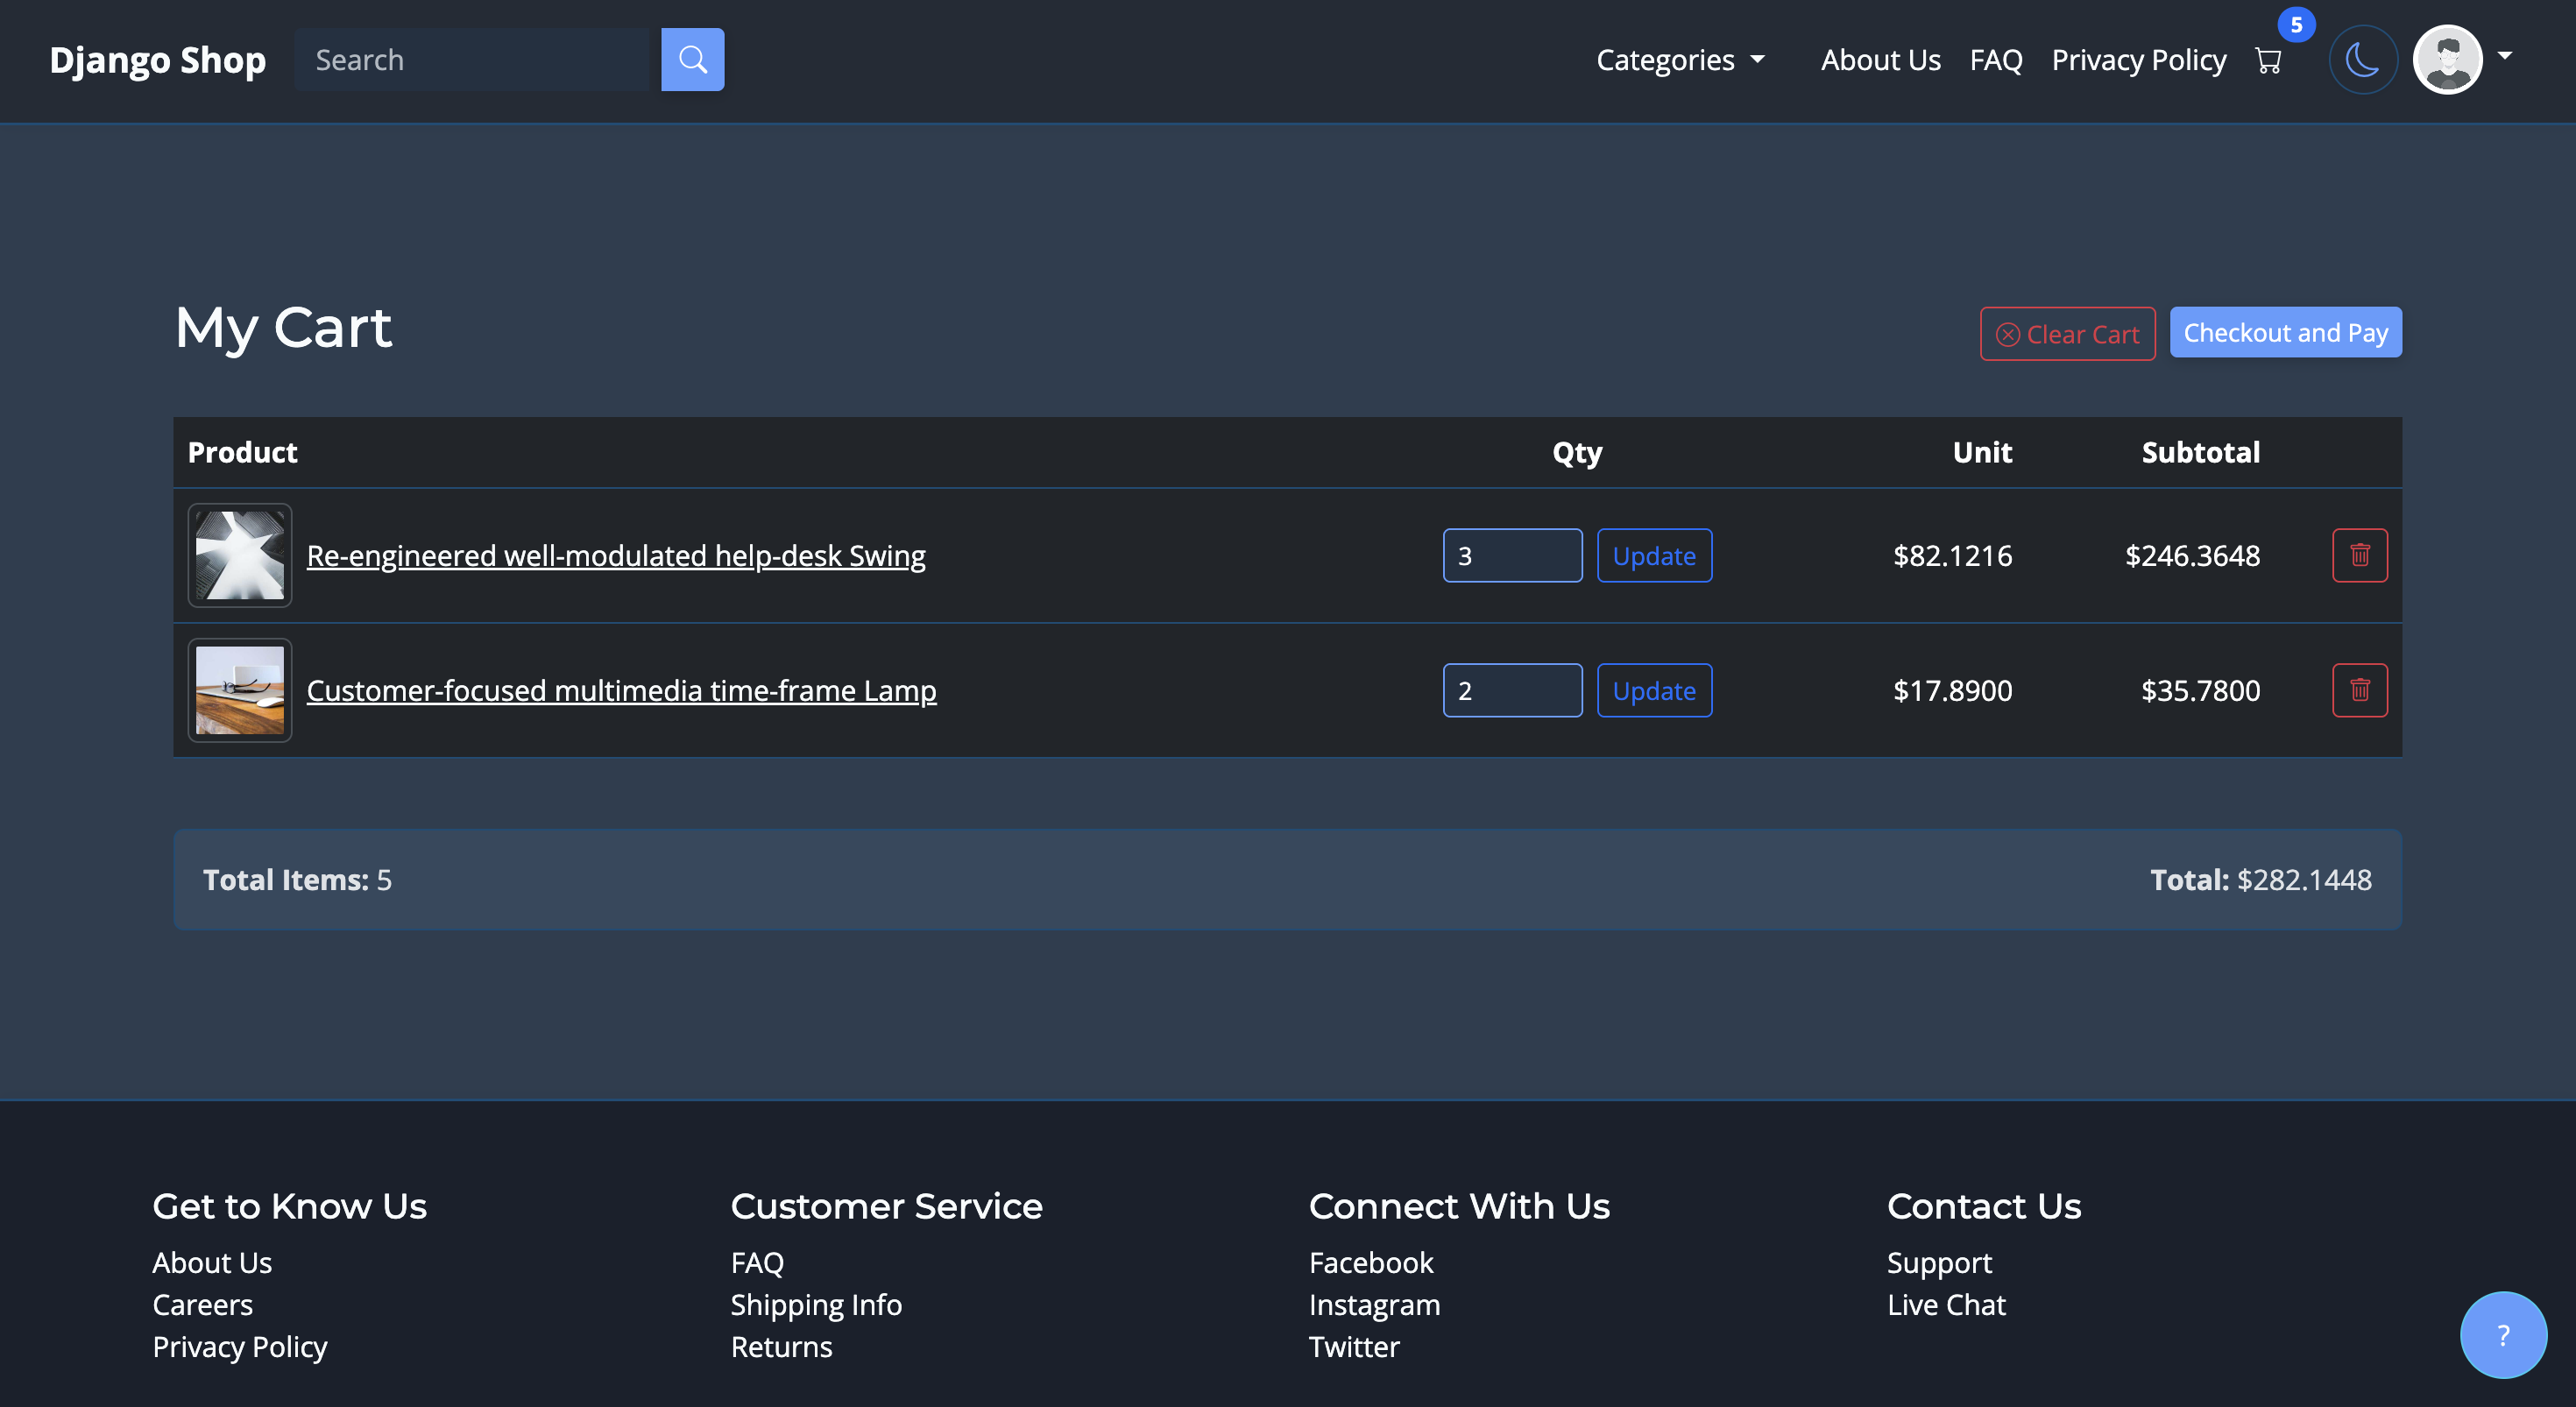 Django Shop Search Categories About Us FAQ Privacy Policy 5
My Cart Clear Cart Checkout and Pay
Product Qty Unit Subtotal
Re-engineered well-modulated help-desk Swing 3 Update $82.1216 $246.3648
Customer-focused multimedia time-frame Lamp 2 Update $17.8900 $35.7800
Total Items: 5 Total: $282.1448
Get to Know Us Customer Service Connect With Us Contact Us
About Us FAQ Facebook Support
Careers Shipping Info Instagram Live Chat
Privacy Policy Returns Twitter
?